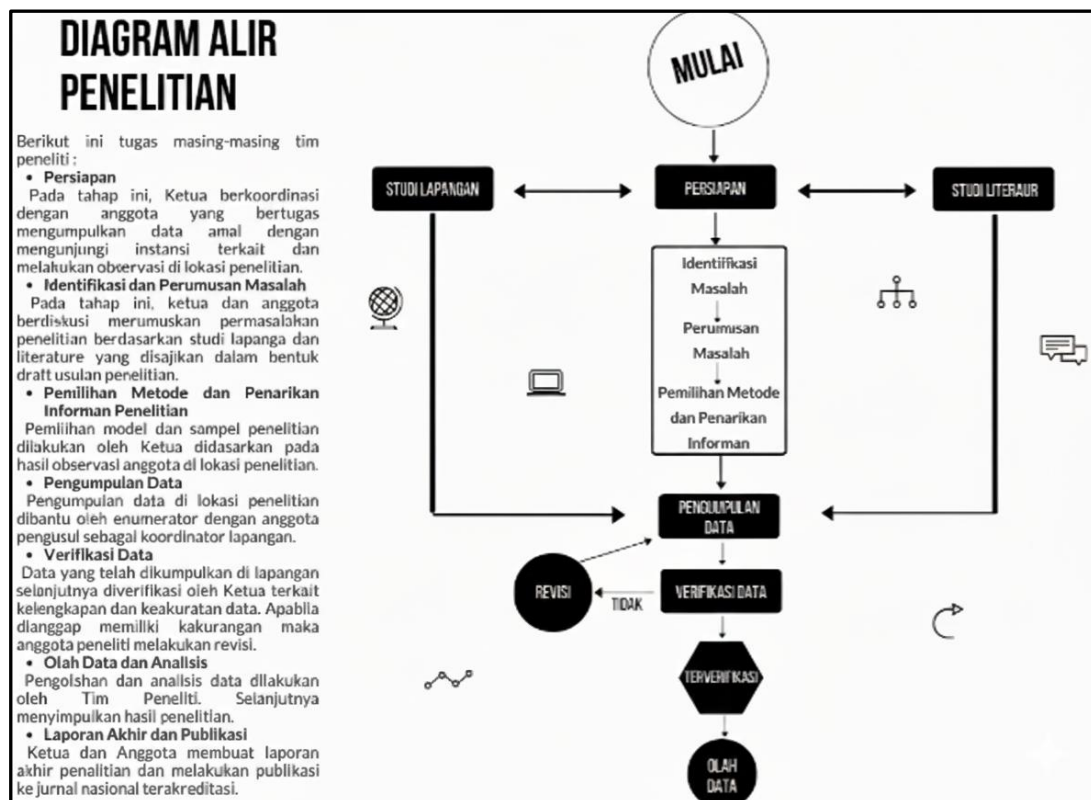 DIAGRAM ALIR
PENELITIAN
Berikut ini tugas masing-masing tim
peneliti :
• Persiapan
Pada tahap ini, Ketua berkoordinasi
dengan anggota yang bertugas
mengumpulkan data amal dengan
mengunjungi instansi terkait dan
melakukan obserwasi di lokasi penelitian.
• Identifikasi dan Perumusan Masalah
Pada tahap ini, ketua dan anggota
berdiskusi merumuskan permasalahan
penelitian berdasarkan studi lapanga dan
literature yang disajikan dalam bentuk
draft usulan penelitian.
• Pemilihan Metode dan Penarikan
Informan Penelitian
Pemliihan model dan sampel penelitian
dilakukan oleh Ketua didasarkan pada
hasil observasi anggota di lokasi penelitian.
• Pengumpulan Data
Pengumpulan data di lokasi penelitian
dibantu oleh enumerator dengan anggota
pengusul sebagai koordinator lapangan.
• Verifikasi Data
Data yang telah dikumpulkan di lapangan
selanjutnya diverifikasi oleh Ketua terkait
kelengkapan dan keakuratan data. Apabila
dianggap memiliki kakurangan maka
anggota peneliti melakukan revisi.
• Olah Data dan Analisis
Pengolshan dan analisis data dilakukan
oleh Tim Peneliti. Selanjutnya
menyimpulkan hasil penelitian.
• Laporan Akhir dan Publikasi
Ketua dan Anggota membuat laporan
akhir penalitian dan melakukan publikasi
ke jurnal nasional terakreditasi.
MULAI
STUDI LAPANGAN
PERSIAPAN
STUDI LITERAUR
Identifikasi
Masalah
Perumusan
Masalah
Pemilihan Metode
dan Penarikan
Informan
PENGUMPULAN
DATA
REVISI
TIDAK
VERIFIKASI DATA
TERVERIFIKASI
OLAH
DATA